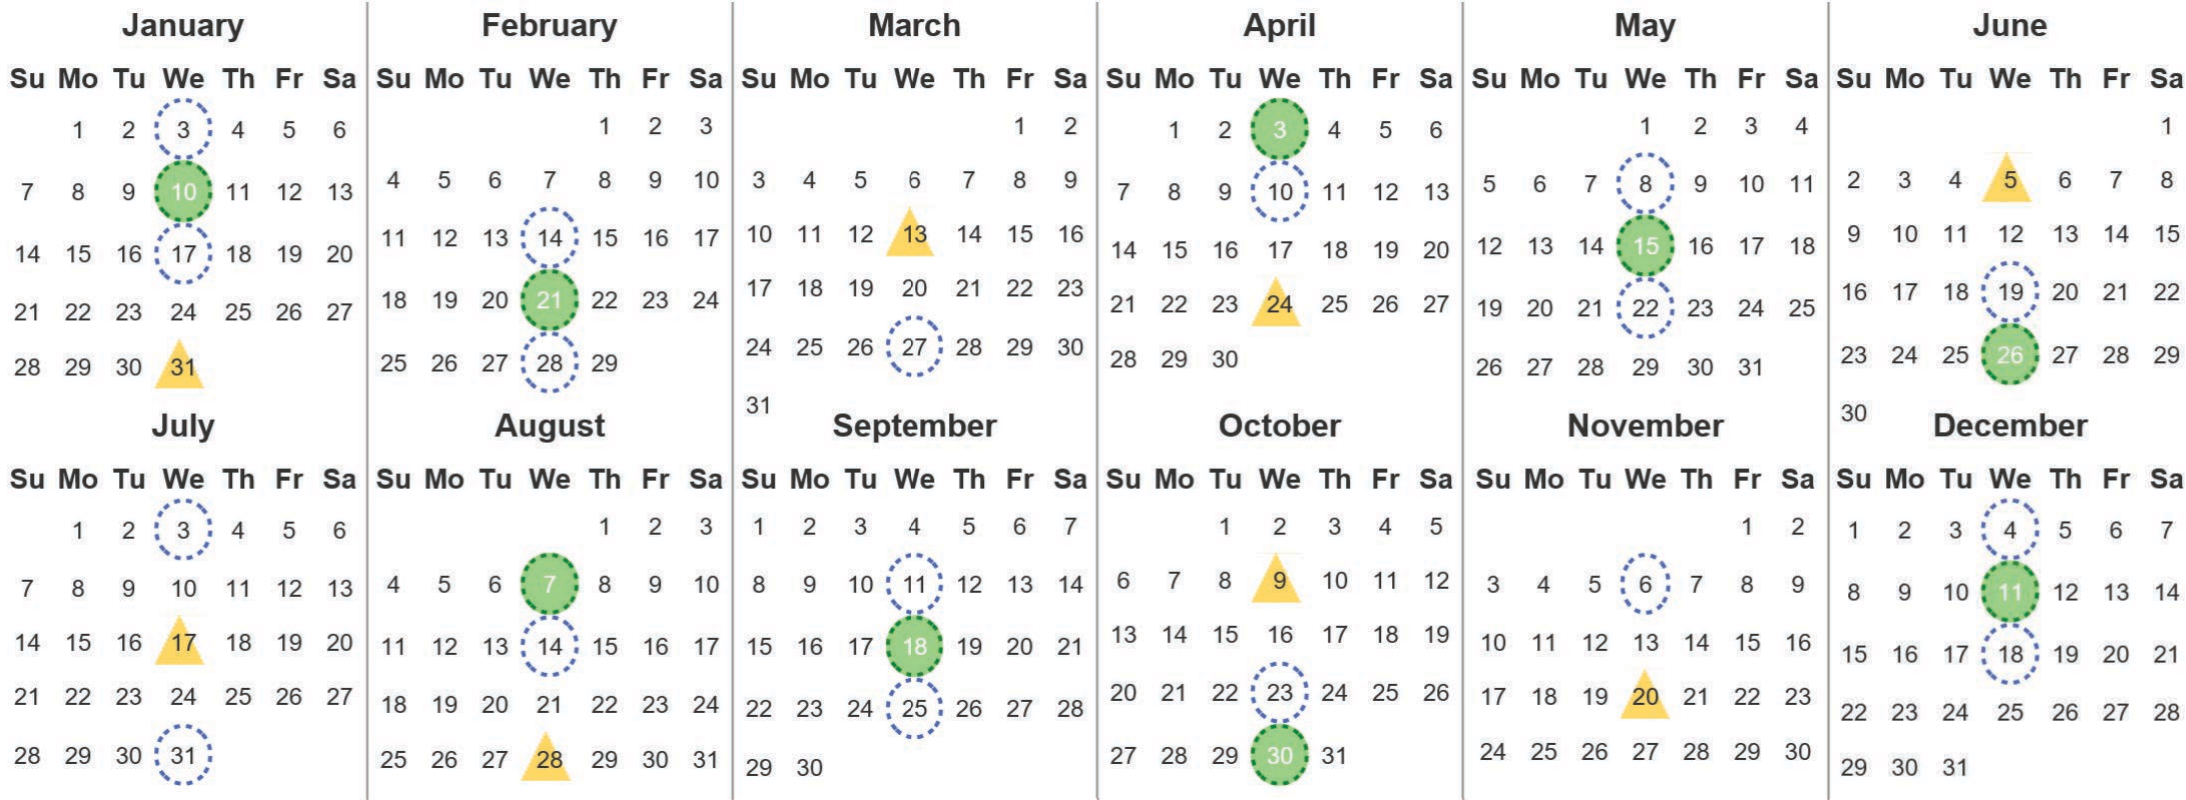 January
Su Mo Tu We Th Fr Sa
1 2 3 4 5 6
7 8 9 10 11 12 13
14 15 16 17 18 19 20
21 22 23 24 25 26 27
28 29 30 31
February
Su Mo Tu We Th Fr Sa
1 2 3
4 5 6 7 8 9 10
11 12 13 14 15 16 17
18 19 20 21 22 23 24
25 26 27 28 29
March
Su Mo Tu We Th Fr Sa
1 2
3 4 5 6 7 8 9
10 11 12 13 14 15 16
17 18 19 20 21 22 23
24 25 26 27 28 29 30
31
April
Su Mo Tu We Th Fr Sa
1 2 3 4 5 6
7 8 9 10 11 12 13
14 15 16 17 18 19 20
21 22 23 24 25 26 27
28 29 30
May
Su Mo Tu We Th Fr Sa
1 2 3 4
5 6 7 8 9 10 11
12 13 14 15 16 17 18
19 20 21 22 23 24 25
26 27 28 29 30 31
June
Su Mo Tu We Th Fr Sa
1
2 3 4 5 6 7 8
9 10 11 12 13 14 15
16 17 18 19 20 21 22
23 24 25 26 27 28 29
30
July
Su Mo Tu We Th Fr Sa
1 2 3 4 5 6
7 8 9 10 11 12 13
14 15 16 17 18 19 20
21 22 23 24 25 26 27
28 29 30 31
August
Su Mo Tu We Th Fr Sa
1 2 3
4 5 6 7 8 9 10
11 12 13 14 15 16 17
18 19 20 21 22 23 24
25 26 27 28 29 30 31
September
Su Mo Tu We Th Fr Sa
1 2 3 4 5 6 7
8 9 10 11 12 13 14
15 16 17 18 19 20 21
22 23 24 25 26 27 28
29 30
October
Su Mo Tu We Th Fr Sa
1 2 3 4 5
6 7 8 9 10 11 12
13 14 15 16 17 18 19
20 21 22 23 24 25 26
27 28 29 30 31
November
Su Mo Tu We Th Fr Sa
1 2
3 4 5 6 7 8 9
10 11 12 13 14 15 16
17 18 19 20 21 22 23
24 25 26 27 28 29 30
December
Su Mo Tu We Th Fr Sa
1 2 3 4 5 6 7
8 9 10 11 12 13 14
15 16 17 18 19 20 21
22 23 24 25 26 27 28
29 30 31